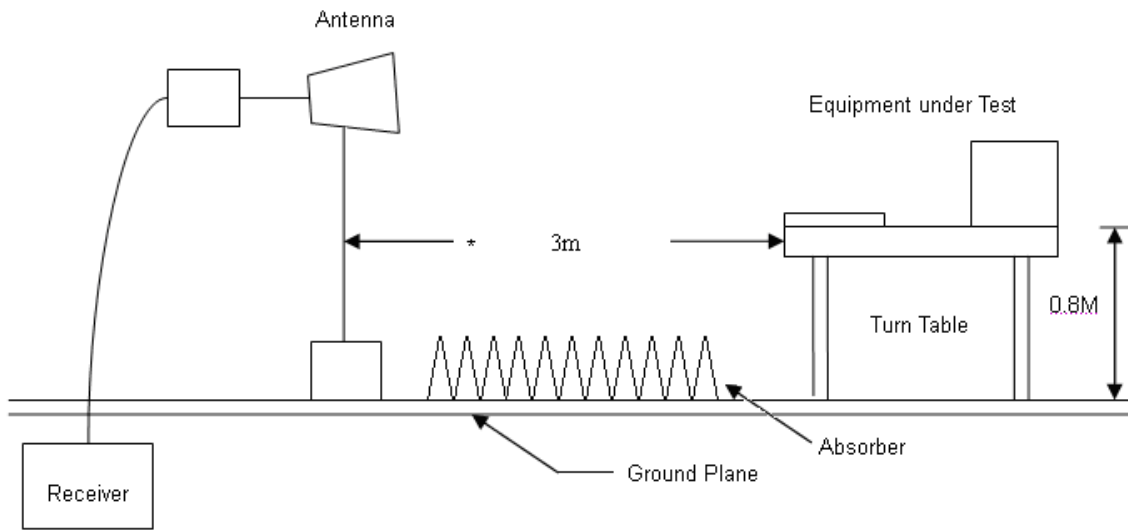 Antenna
Equipment under Test
* 3m
0.8M
Turn Table
Absorber
Ground Plane
Receiver